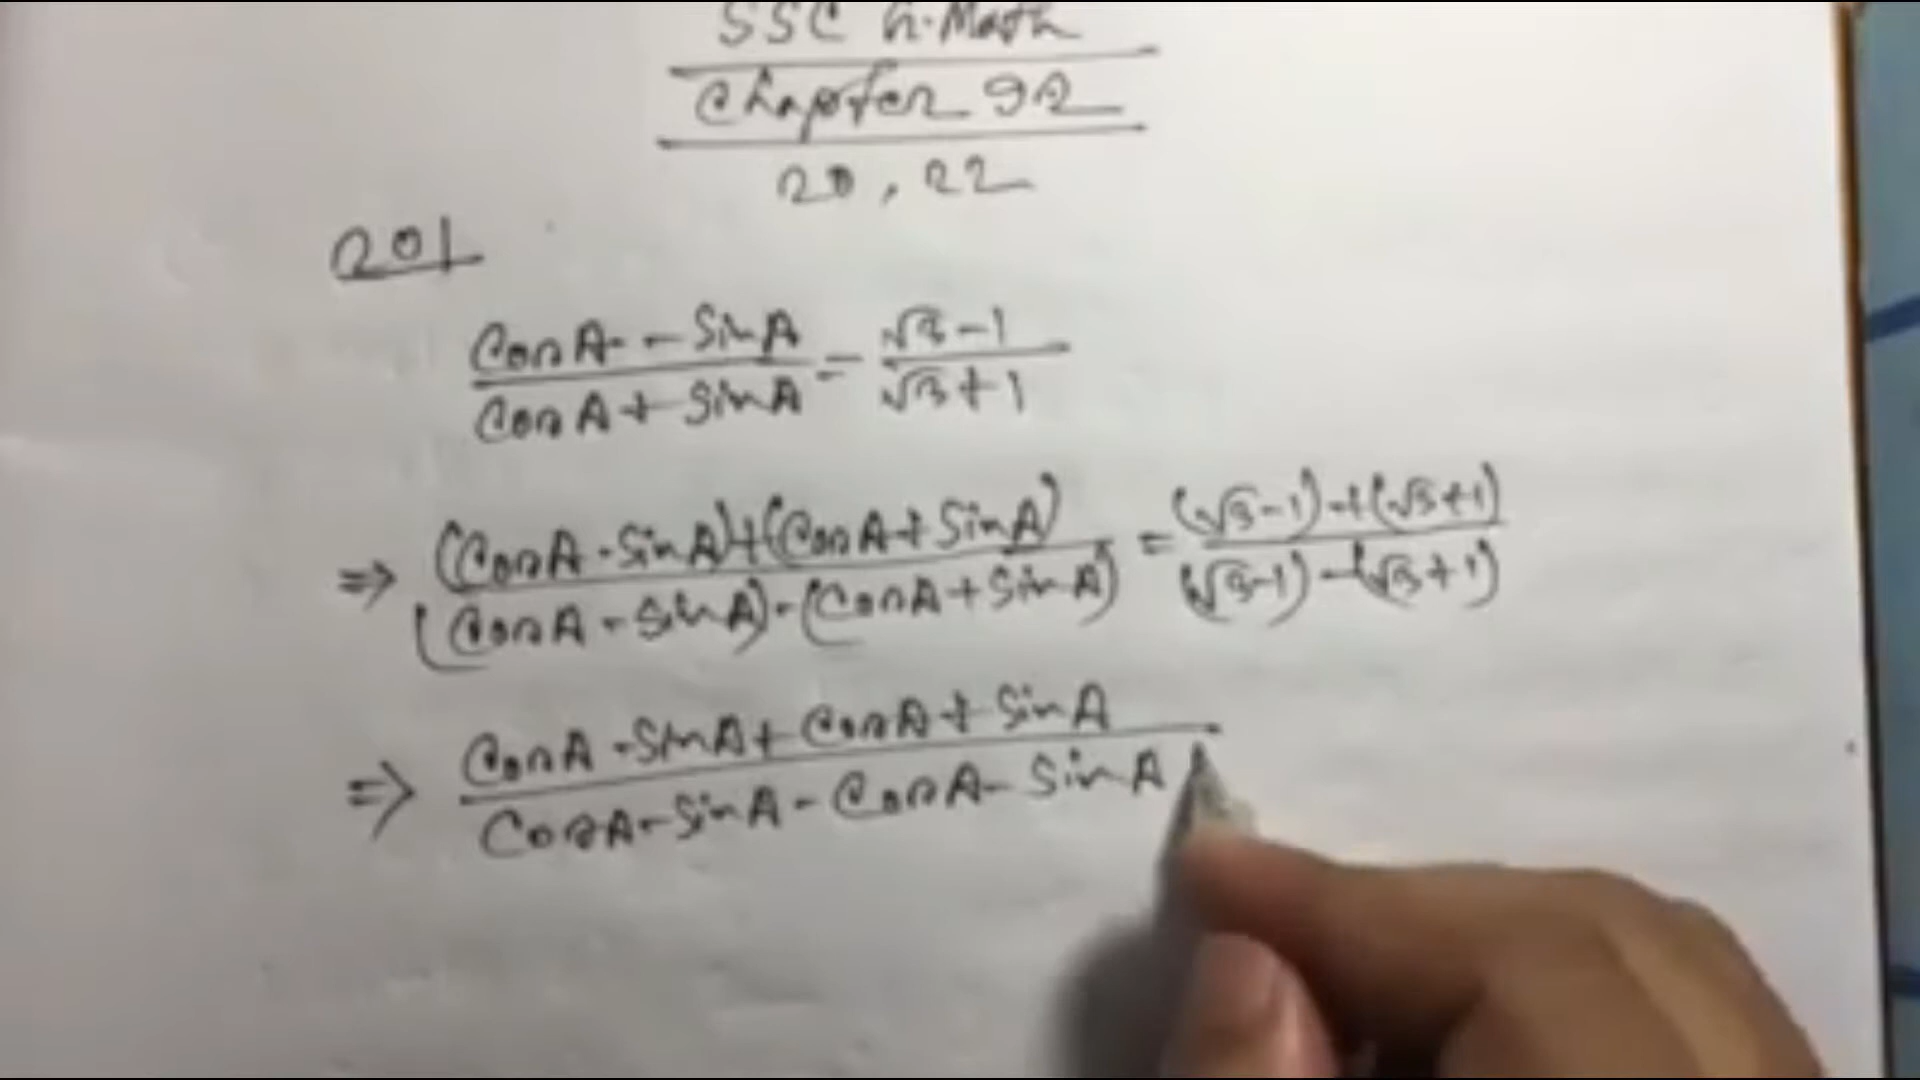 SSC G.Math
Chapter 9.2
20, 22
20|
(CosA - SinA)/(CosA + SinA) = (√3 - 1)/(√3 + 1)
⇒ ((CosA - SinA) + (CosA + SinA))/((CosA - SinA) - (CosA + SinA)) = ((√3 - 1) + (√3 + 1))/((√3 - 1) - (√3 + 1))
⇒ (CosA - SinA + CosA + SinA)/(CosA - SinA - CosA - SinA)